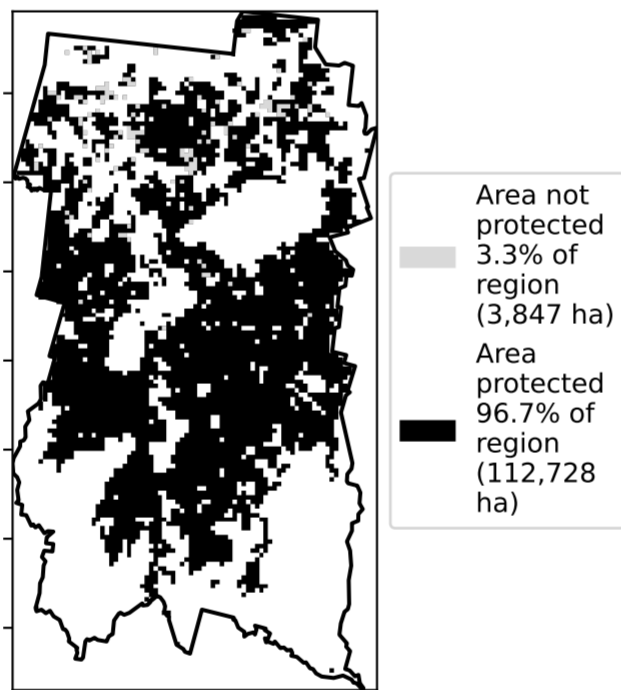 Area not
protected
3.3% of
region
(3,847 ha)
Area
protected
96.7% of
region
(112,728
ha)